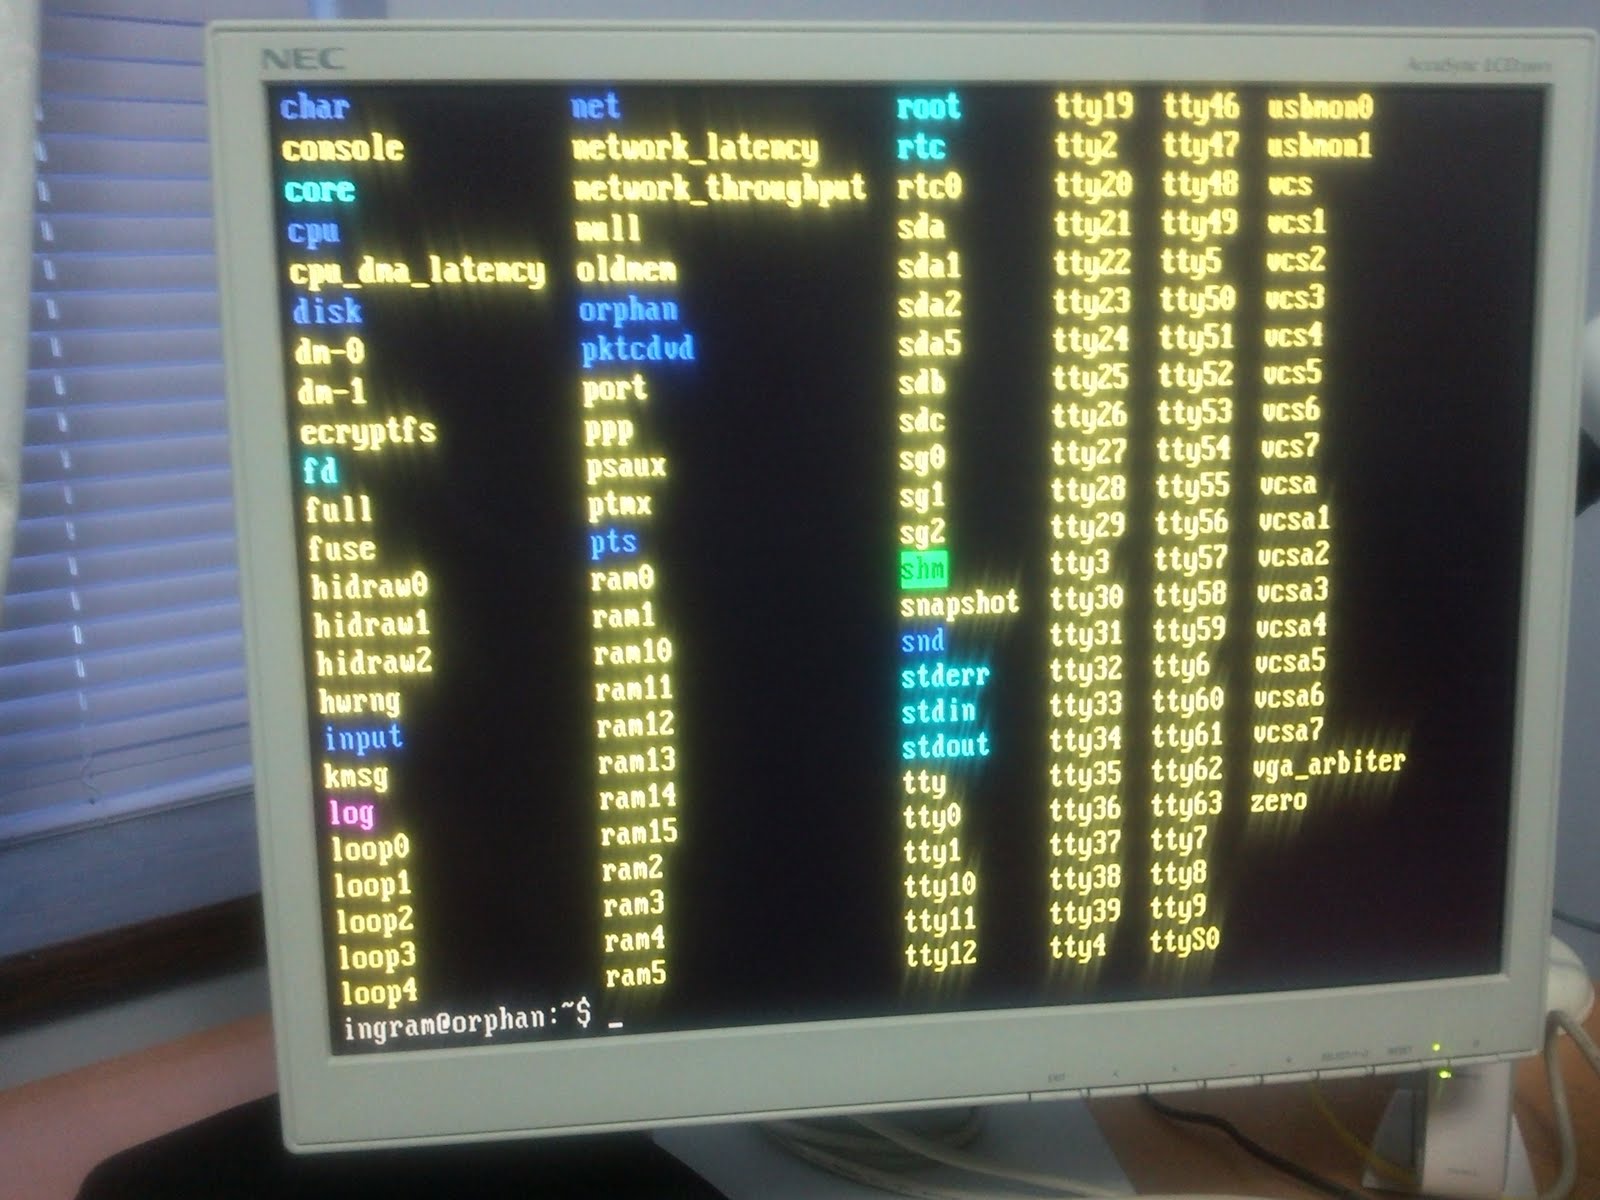 NEC
AccuSync
char net root tty19 tty46 usbmon0
console network_latency rtc tty2 tty47 usbmon1
core network_throughput rtc0 tty20 tty48 vcs
cpu null sda tty21 tty49 vcs1
cpu_dma_latency oldmem sda1 tty22 tty5 vcs2
disk orphan sda2 tty23 tty50 vcs3
dm-0 pktcdvd sda5 tty24 tty51 vcs4
dm-1 port sdb tty25 tty52 vcs5
ecryptfs ppp sdc tty26 tty53 vcs6
fd psaux sg0 tty27 tty54 vcs7
full ptmx sg1 tty28 tty55 vcsa
fuse pts sg2 tty29 tty56 vcsa1
hidraw0 ram0 shm tty3 tty57 vcsa2
hidraw1 ram1 snapshot tty30 tty58 vcsa3
hidraw2 ram10 snd tty31 tty59 vcsa4
hwrng ram11 stderr tty32 tty6 vcsa5
input ram12 stdin tty33 tty60 vcsa6
kmsg ram13 stdout tty34 tty61 vcsa7
log ram14 tty tty35 tty62 vga_arbiter
loop0 ram15 tty0 tty36 tty63 zero
loop1 ram2 tty1 tty37 tty7
loop2 ram3 tty10 tty38 tty8
loop3 ram4 tty11 tty39 tty9
loop4 ram5 tty12 tty4 ttyS0
ingram@orphan:~$ _
EXIT
RESET